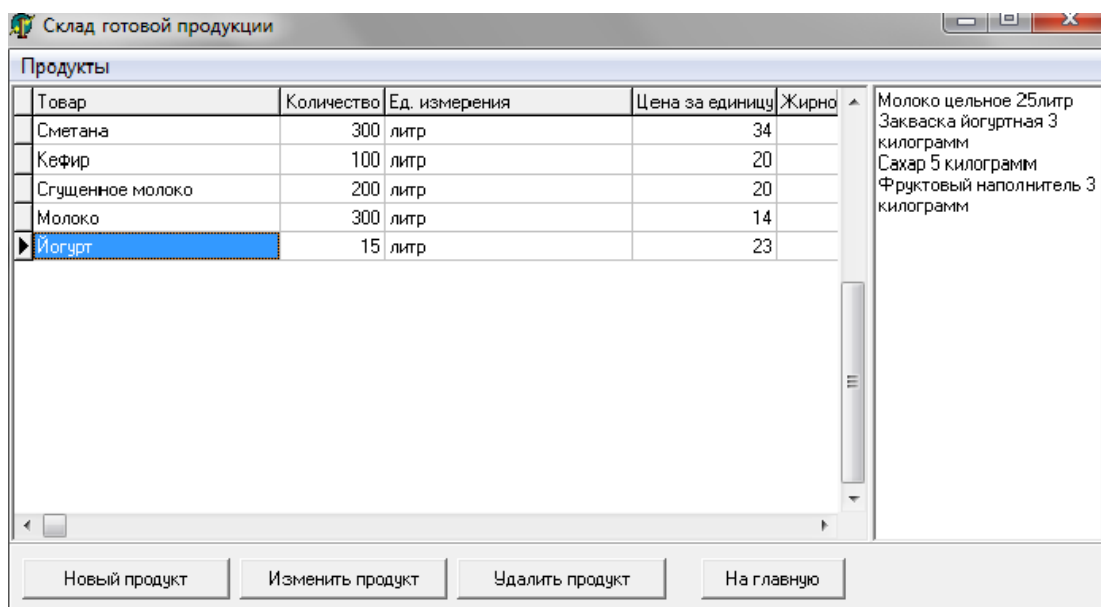 Склад готовой продукции
Продукты
Товар Количество Ед. измерения Цена за единицу Жирно
Сметана 300 литр 34
Кефир 100 литр 20
Сгущенное молоко 200 литр 20
Молоко 300 литр 14
Йогурт 15 литр 23
Молоко цельное 25литр
Закваска йогуртная 3
килограмм
Сахар 5 килограмм
Фруктовый наполнитель 3
килограмм
Новый продукт Изменить продукт Удалить продукт На главную